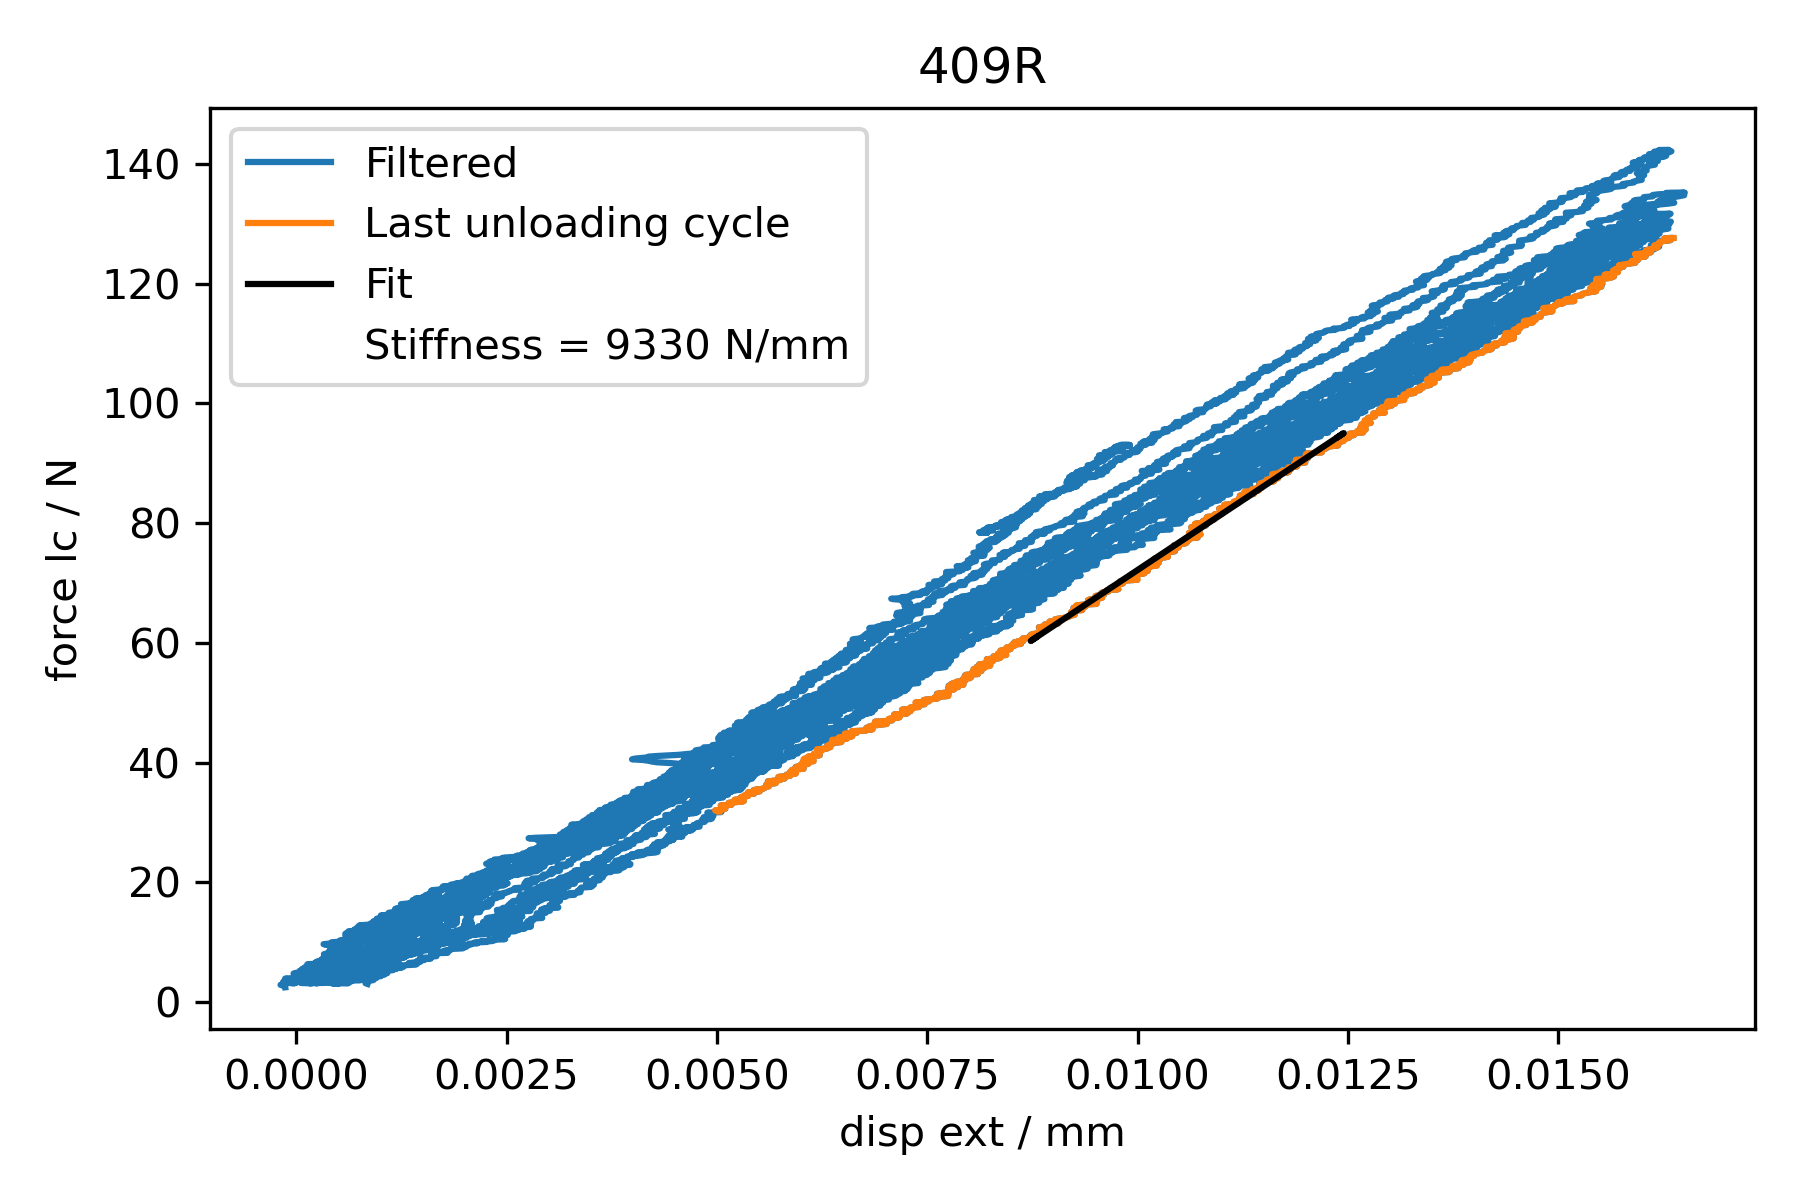 409R
Filtered
Last unloading cycle
Fit
Stiffness = 9330 N/mm
140
120
100
80
60
40
20
0
force lc / N
0.0000 0.0025 0.0050 0.0075 0.0100 0.0125 0.0150
disp ext / mm